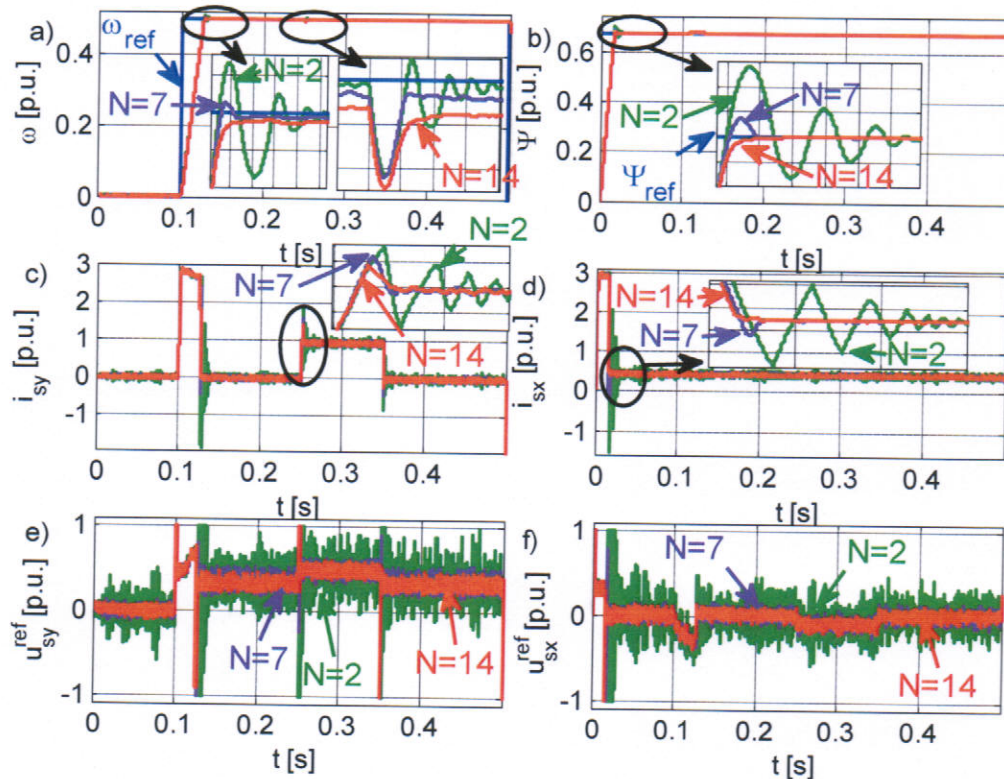 a)
ω [p.u.]
0.4
0.2
0
ω_ref
N=2
N=7
N=14
0 0.1 0.2 0.3 0.4
t [s]
b)
Ψ [p.u.]
0.6
0.4
0.2
0
N=2
N=7
Ψ_ref
N=14
0 0.1 0.2 0.3 0.4
t [s]
c)
i_sy [p.u.]
3
2
1
0
-1
N=2
N=7
N=14
0 0.1 0.2 0.3 0.4
t [s]
d)
i_sx [p.u.]
3
2
1
0
-1
N=14
N=7
N=2
0 0.1 0.2 0.3 0.4
t [s]
e)
u_sy^ref [p.u.]
1
0
-1
N=7
N=2
N=14
0 0.1 0.2 0.3 0.4
t [s]
f)
u_sx^ref [p.u.]
1
0
-1
N=7
N=2
N=14
0 0.1 0.2 0.3 0.4
t [s]